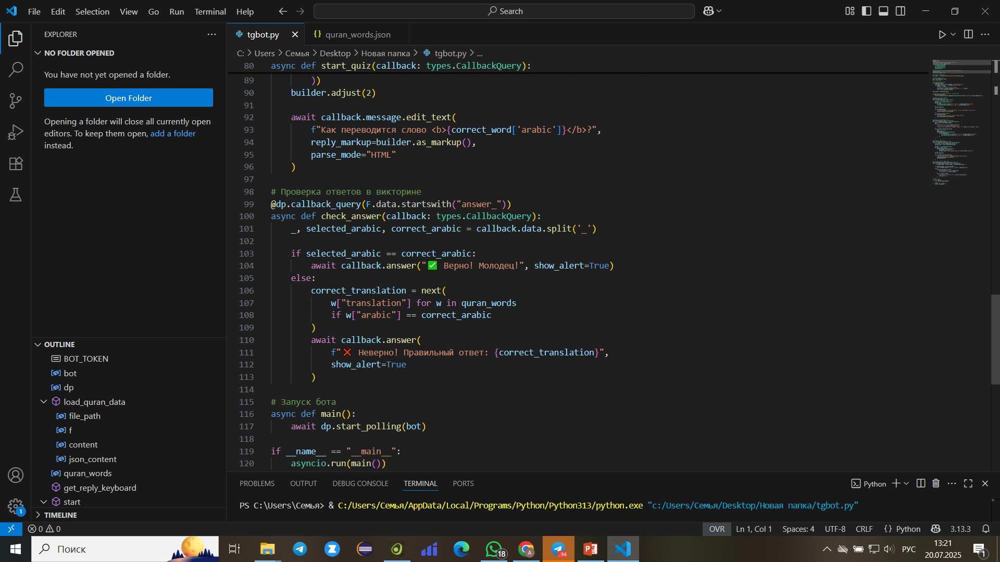 File Edit Selection View Go Run Terminal Help
Search
EXPLORER
NO FOLDER OPENED
You have not yet opened a folder.
Open Folder
Opening a folder will close all currently open
editors. To keep them open, add a folder
instead.
OUTLINE
BOT_TOKEN
bot
dp
load_quran_data
file_path
f
content
json_content
quran_words
get_reply_keyboard
start
TIMELINE
tgbot.py
quran_words.json
C: > Users > Семья > Desktop > Новая папка > tgbot.py > ...
80 async def start_quiz(callback: types.CallbackQuery):
89 ))
90 builder.adjust(2)
91
92 await callback.message.edit_text(
93 f"Как переводится слово <b>{correct_word['arabic']}</b>?",
94 reply_markup=builder.as_markup(),
95 parse_mode="HTML"
96 )
97
98 # Проверка ответов в викторине
99 @dp.callback_query(F.data.startswith("answer_"))
100 async def check_answer(callback: types.CallbackQuery):
101 _, selected_arabic, correct_arabic = callback.data.split('_')
102
103 if selected_arabic == correct_arabic:
104 await callback.answer("✅ Верно! Молодец!", show_alert=True)
105 else:
106 correct_translation = next(
107 w["translation"] for w in quran_words
108 if w["arabic"] == correct_arabic
109 )
110 await callback.answer(
111 f"❌ Неверно! Правильный ответ: {correct_translation}",
112 show_alert=True
113 )
114
115 # Запуск бота
116 async def main():
117 await dp.start_polling(bot)
118
119 if __name__ == "__main__":
120 asyncio.run(main())
PROBLEMS OUTPUT DEBUG CONSOLE TERMINAL PORTS
Python
PS C:\Users\Семья> & C:/Users/Семья/AppData/Local/Programs/Python/Python313/python.exe "c:/Users/Семья/Desktop/Новая папка/tgbot.py"
1
0 0
OVR Ln 1, Col 1 Spaces: 4 UTF-8 CRLF {} Python 3.13.3
Поиск
18
A
..94
РУС
13:21
20.07.2025
1